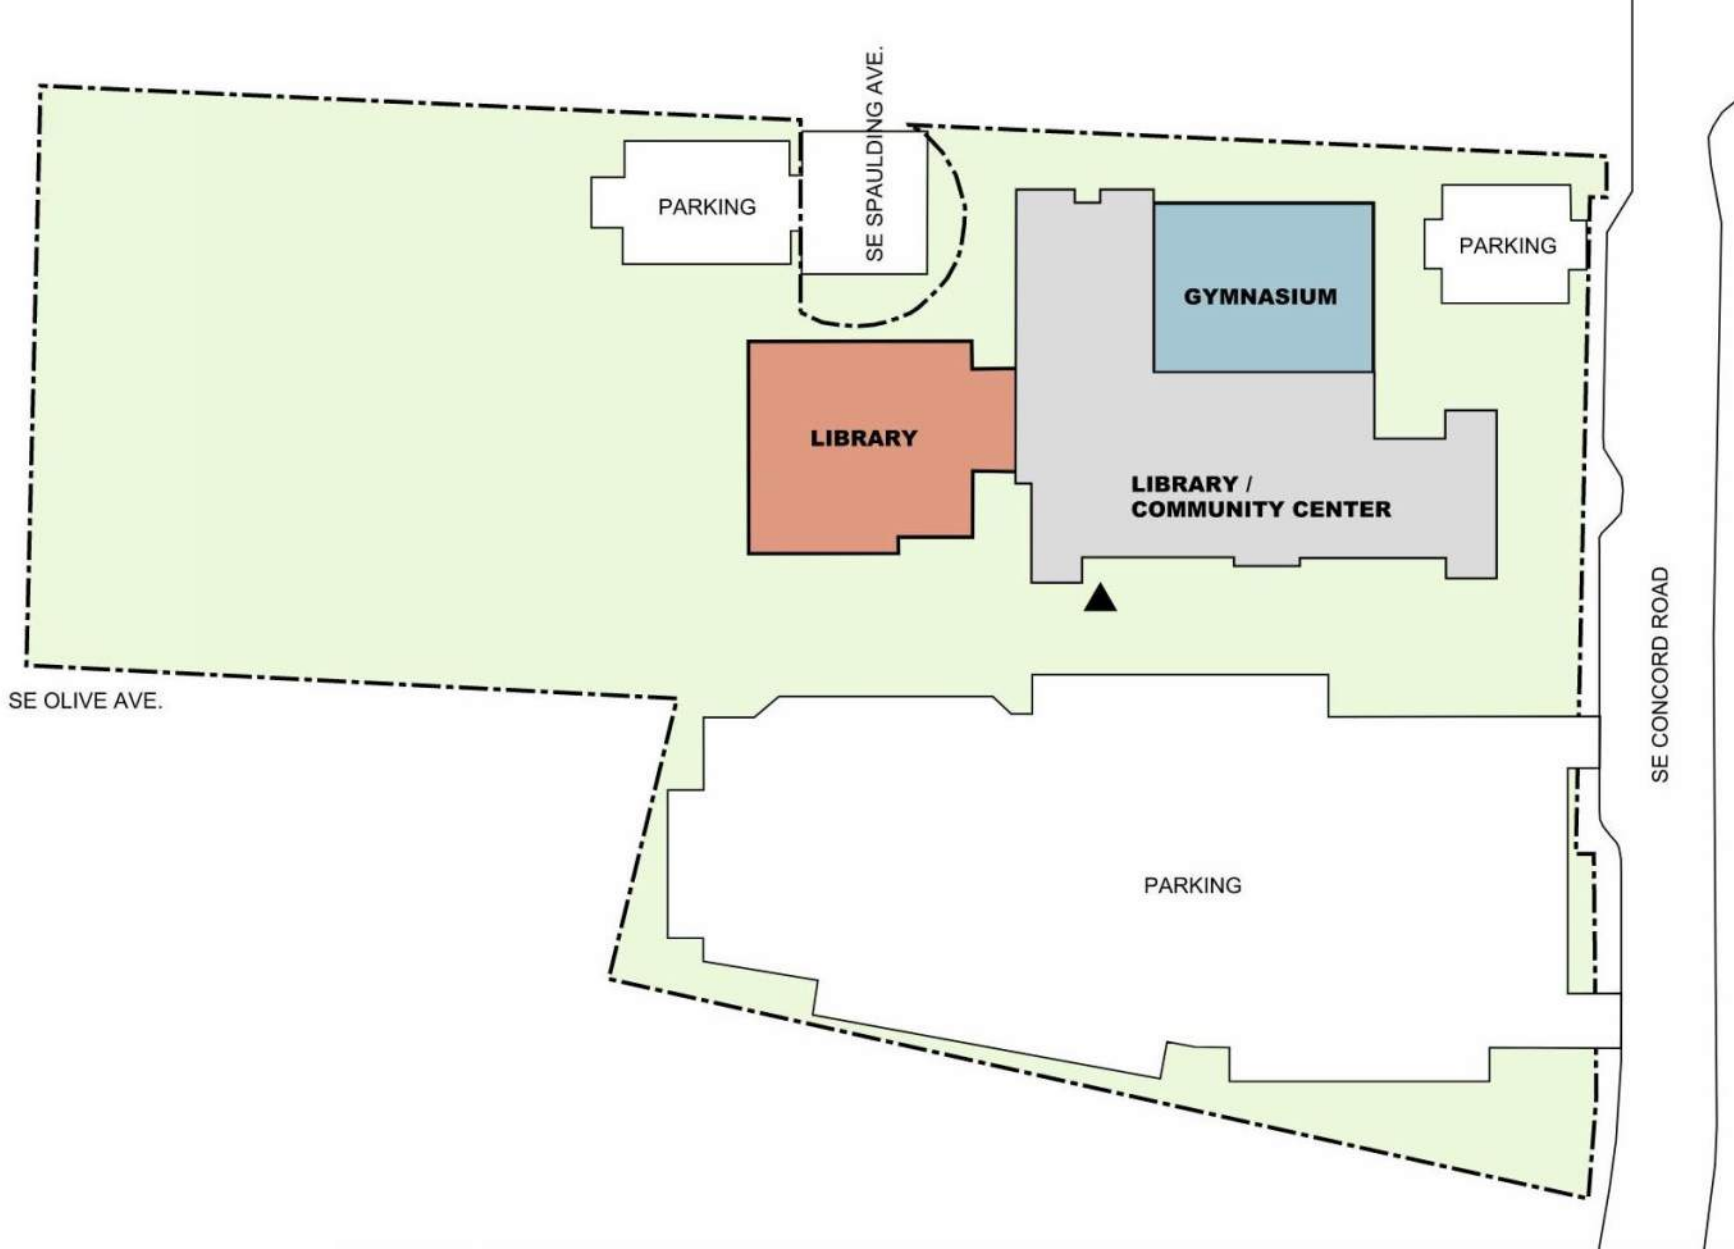 SE SPAULDING AVE.
PARKING
PARKING
GYMNASIUM
LIBRARY
LIBRARY /
COMMUNITY CENTER
SE OLIVE AVE.
SE CONCORD ROAD
PARKING